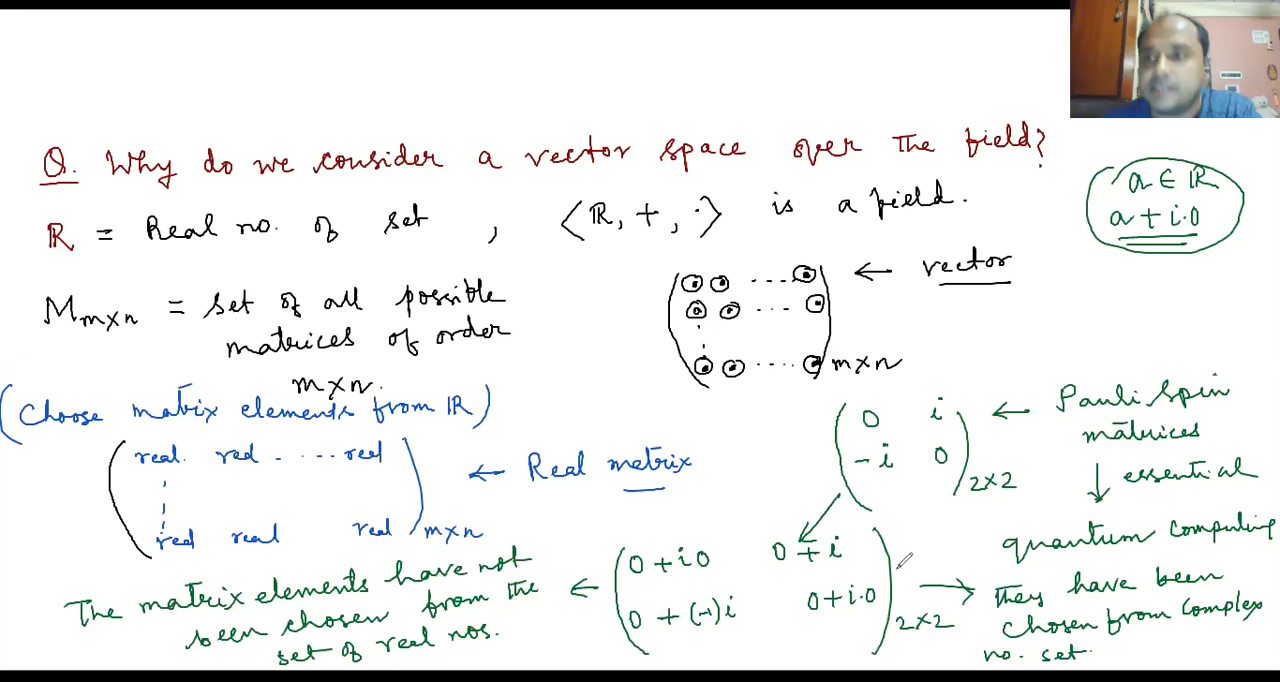 Q. Why do we consider a vector space over the field?
a ∈ ℝ
a + i.0
ℝ = Real no. of set , ⟨ℝ, +, ·⟩ is a field.
Mm×n = set of all possible
matrices of order
m×n.
← vector
m×n
(Choose matrix elements from ℝ)
real. real - .... real
real real real m×n
← Real matrix
0 i
-i 0
2×2
← Pauli spin
matrices
↓ essential
quantum computing
0 + i0 0 + i
0 + (-1)i 0 + i.0
2×2
← The matrix elements have not
been chosen from the
set of real nos.
→ They have been
chosen from complex
no. set.